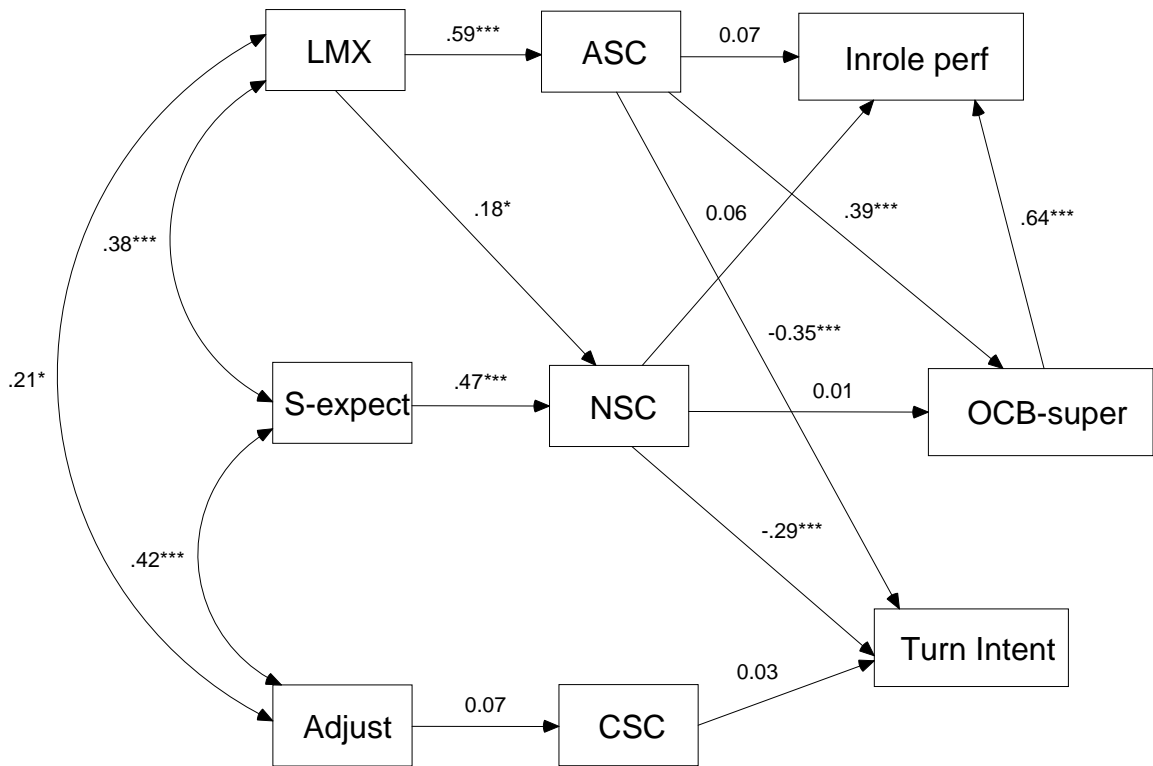 LMX
.59***
ASC
0.07
Inrole perf
.18*
0.06
.39***
.64***
.38***
-0.35***
.21*
S-expect
.47***
NSC
0.01
OCB-super
-.29***
.42***
Turn Intent
Adjust
0.07
CSC
0.03